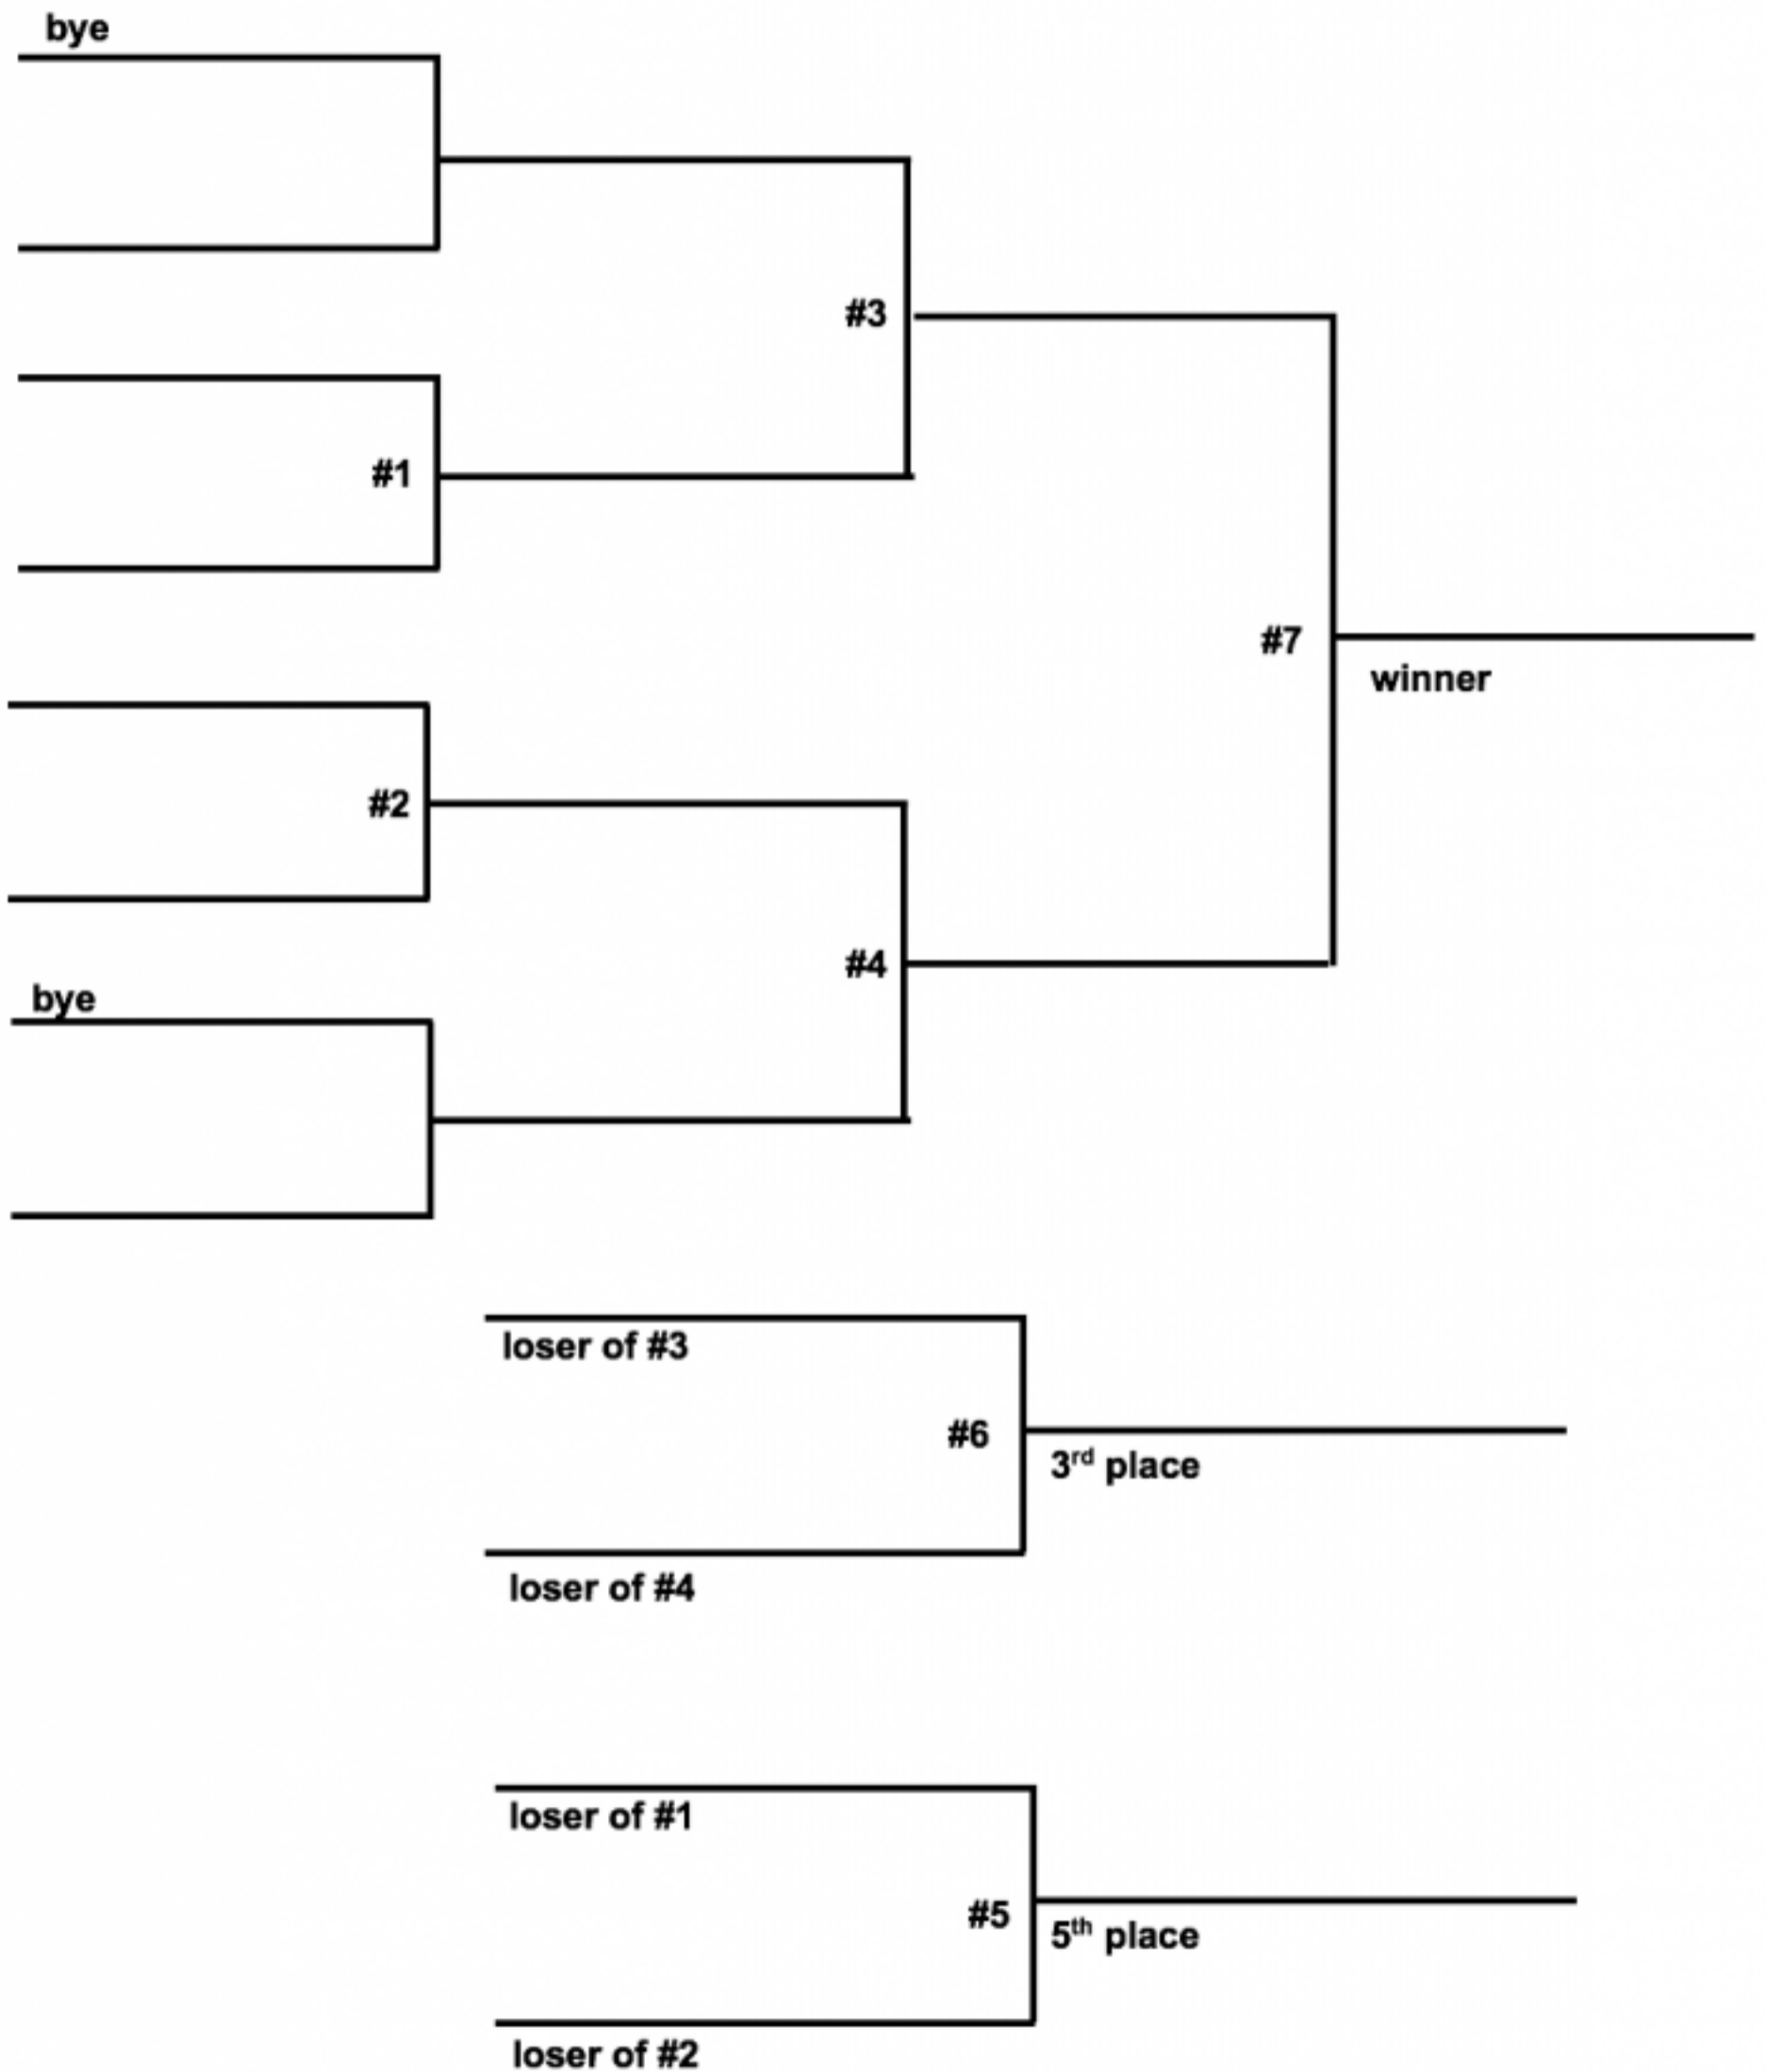 bye
#3
#1
#7
winner
#2
#4
bye
loser of #3
#6
3rd place
loser of #4
loser of #1
#5
5th place
loser of #2